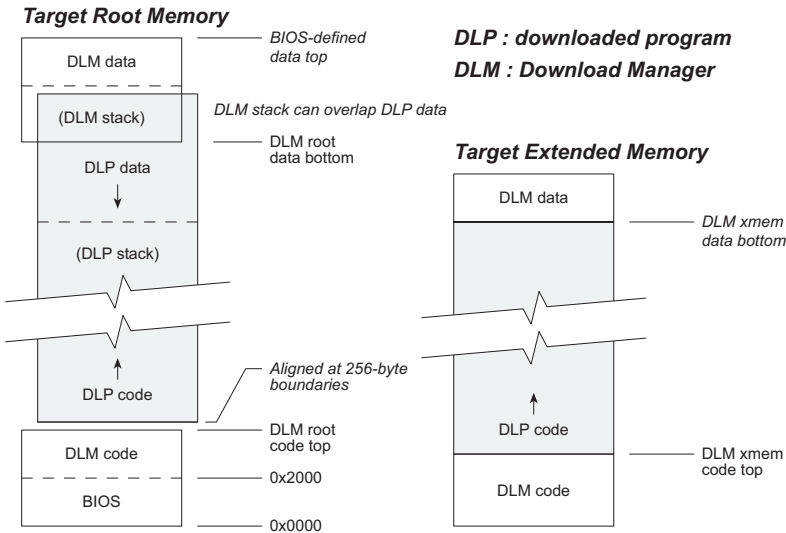 Target Root Memory
DLM data
(DLM stack)
DLP data
(DLP stack)
DLP code
DLM code
BIOS
BIOS-defined
data top
DLM stack can overlap DLP data
DLM root
data bottom
Aligned at 256-byte
boundaries
DLM root
code top
0x2000
0x0000
DLP : downloaded program
DLM : Download Manager
Target Extended Memory
DLM data
DLP code
DLM code
DLM xmem
data bottom
DLM xmem
code top